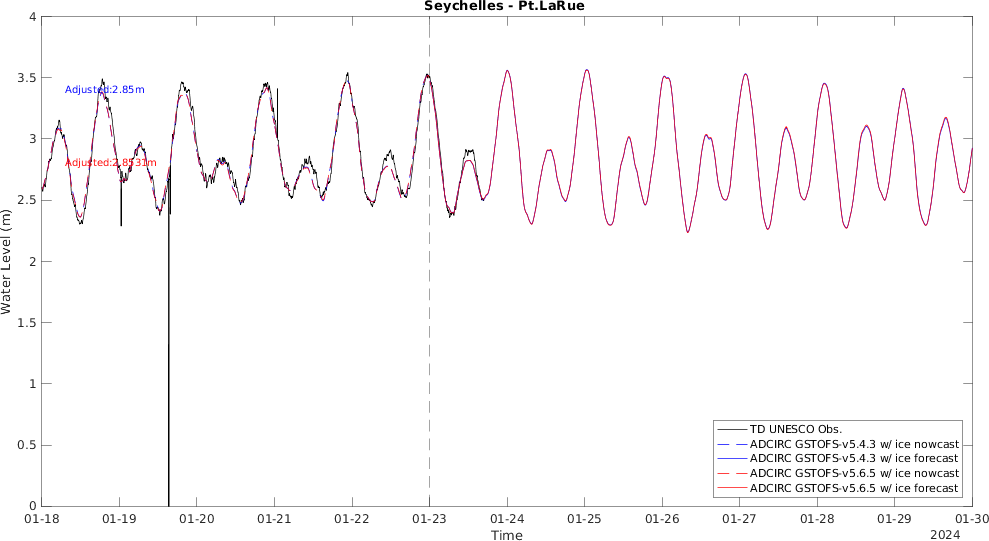 Seychelles - Pt.LaRue
4
3.5
3
2.5
2
1.5
1
0.5
0
Water Level (m)
Adjusted:2.85m
Adjusted:2.8531m
TD UNESCO Obs.
ADCIRC GSTOFS-v5.4.3 w/ ice nowcast
ADCIRC GSTOFS-v5.4.3 w/ ice forecast
ADCIRC GSTOFS-v5.6.5 w/ ice nowcast
ADCIRC GSTOFS-v5.6.5 w/ ice forecast
01-18 01-19 01-20 01-21 01-22 01-23 01-24 01-25 01-26 01-27 01-28 01-29 01-30
Time
2024